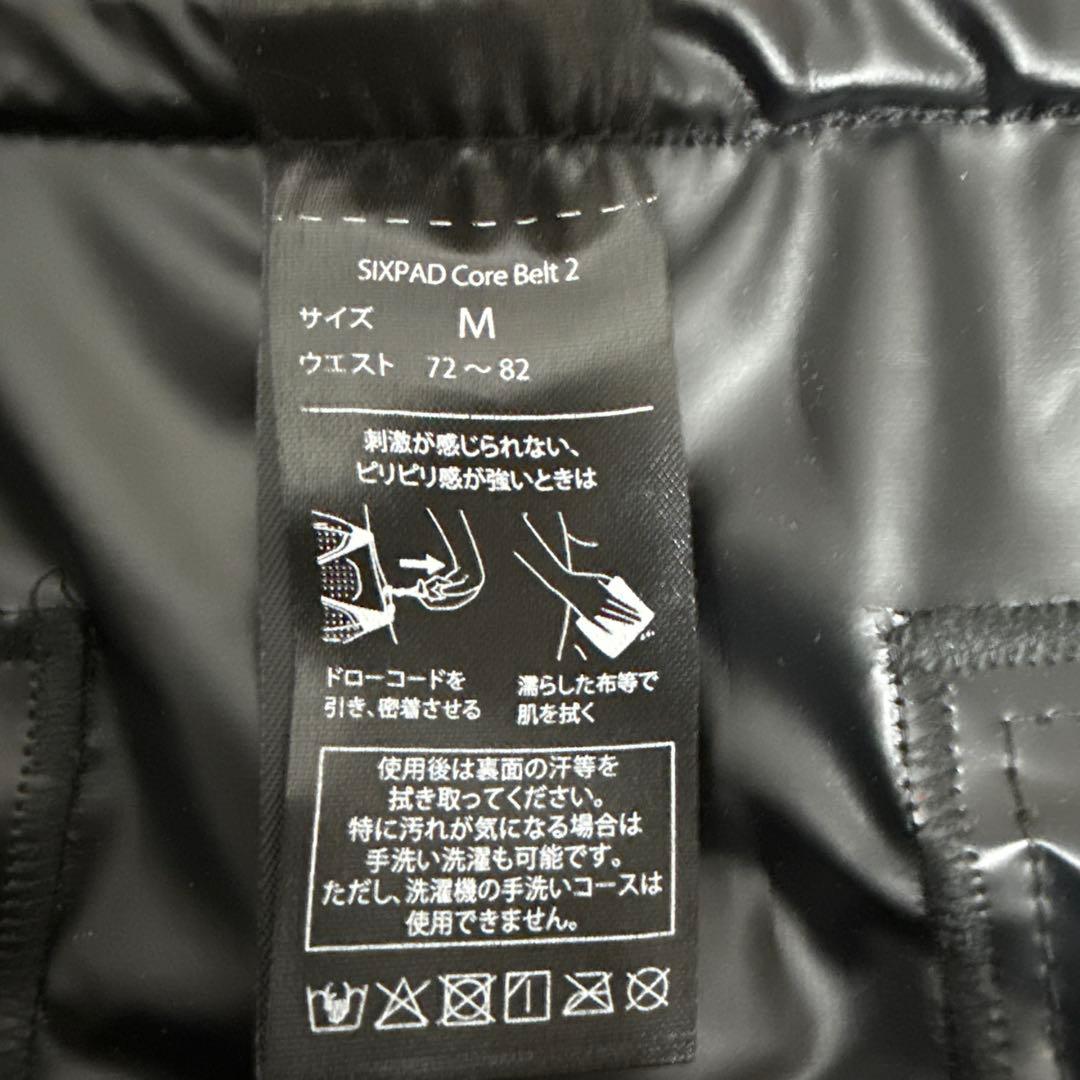 SIXPAD Core Belt 2
サイズ M
ウエスト 72～82
刺激が感じられない、
ピリピリ感が強いときは
ドローコードを
引き、密着させる
濡らした布等で
肌を拭く
使用後は裏面の汗等を
拭き取ってください。
特に汚れが気になる場合は
手洗い洗濯も可能です。
ただし、洗濯機の手洗いコースは
使用できません。